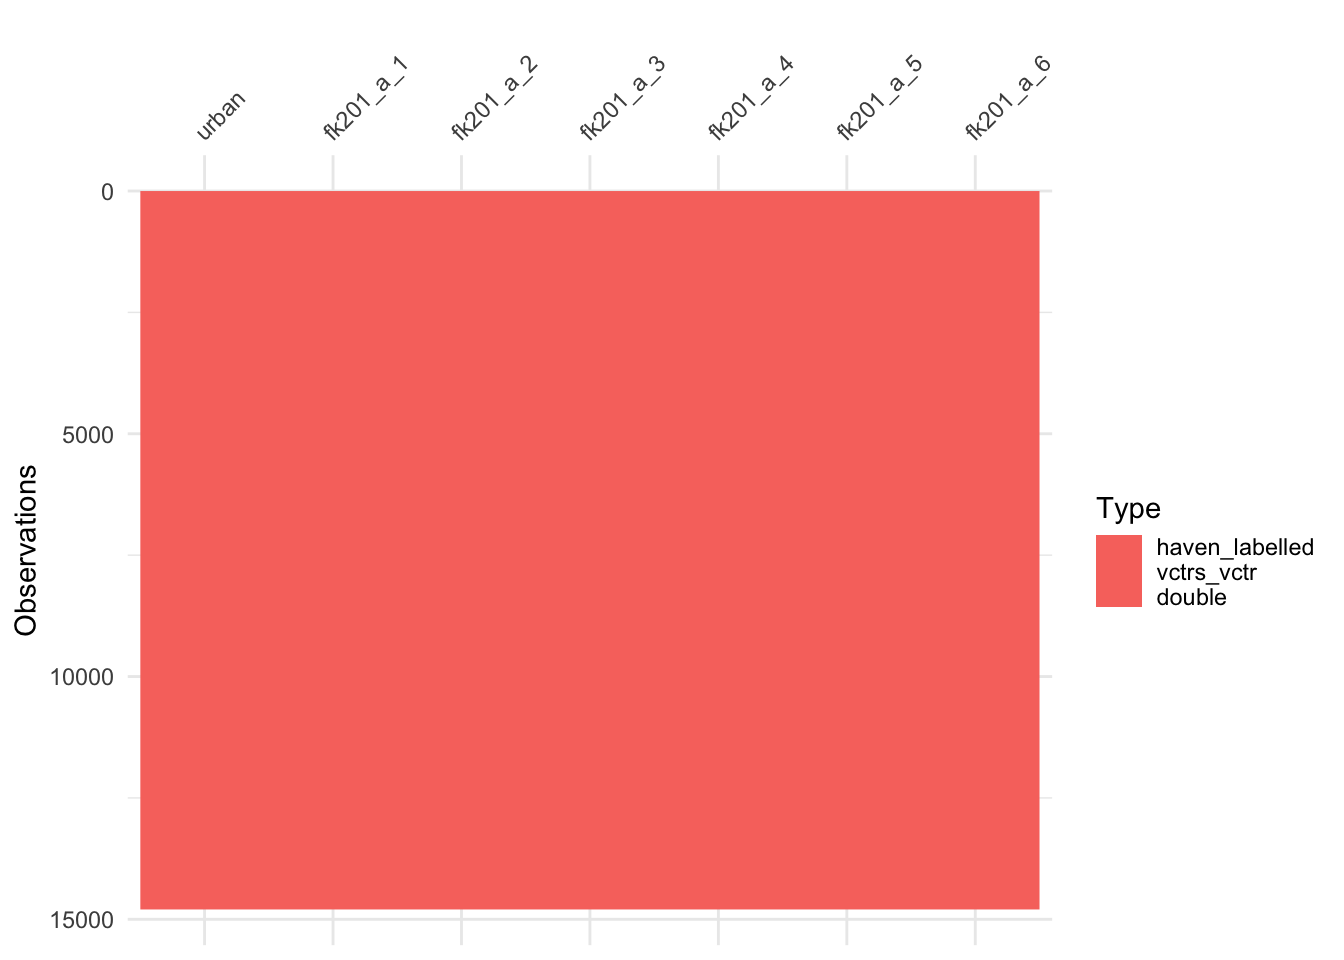 urban
fk201_a_1
fk201_a_2
fk201_a_3
fk201_a_4
fk201_a_5
fk201_a_6
0
5000
10000
15000
Observations
Type
haven_labelled
vctrs_vctr
double